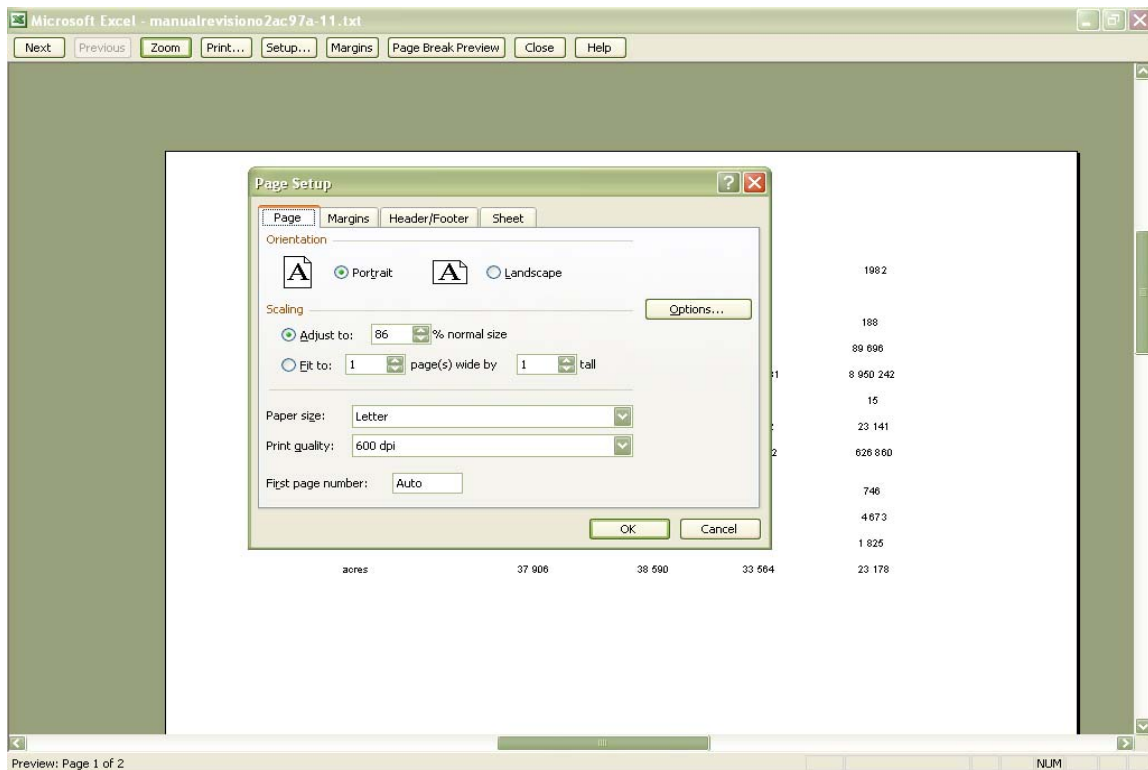 Microsoft Excel - manualrevisiono2ac97a-11.txt
Next Previous Zoom Print... Setup... Margins Page Break Preview Close Help
Page Setup
Page Margins Header/Footer Sheet
Orientation
A Portrait A Landscape
1982
Scaling Options...
188
Adjust to: 86 % normal size
89 696
Fit to: 1 page(s) wide by 1 tall
8 950 242
15
Paper size: Letter
23 141
Print quality: 600 dpi
2 626 860
First page number: Auto
746
4 673
OK Cancel
1 825
acres 37 906 38 590 33 564 23 178
Preview: Page 1 of 2 NUM